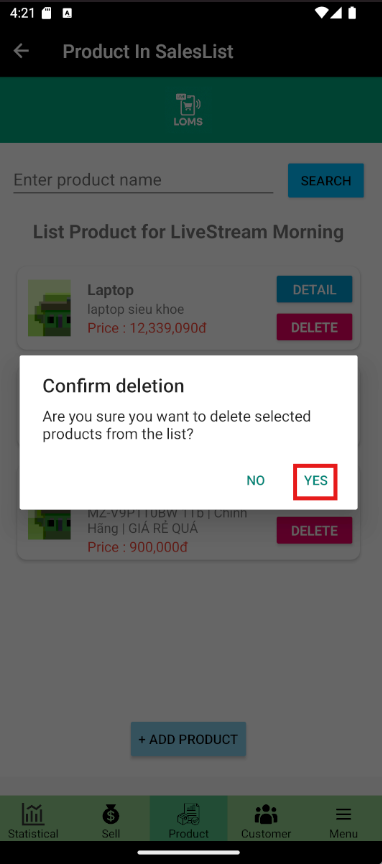 4:21
A
Product In SalesList
LIVE
LOMS
Enter product name
SEARCH
List Product for LiveStream Morning
Laptop
DETAIL
laptop sieu khoe
Price : 12,339,090đ
DELETE
Confirm deletion
Are you sure you want to delete selected
products from the list?
NO
YES
MZ-V9P1T0BW 1Tb | Chính
Hãng | GIÁ RẺ QUÁ
DELETE
Price : 900,000đ
+ ADD PRODUCT
Statistical
Sell
Product
Customer
Menu